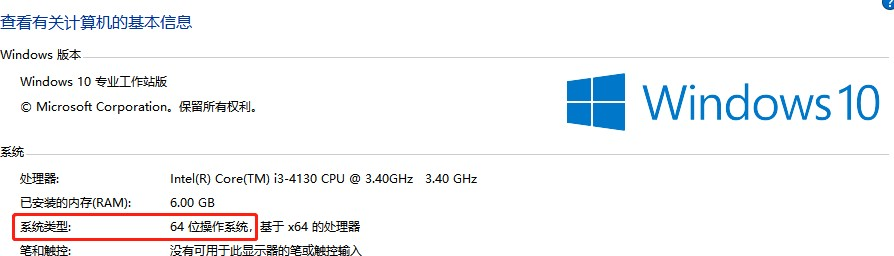 查看有关计算机的基本信息
Windows 版本
Windows 10 专业工作站版
© Microsoft Corporation。保留所有权利。
Windows 10
系统
处理器: Intel(R) Core(TM) i3-4130 CPU @ 3.40GHz 3.40 GHz
已安装的内存(RAM): 6.00 GB
系统类型: 64 位操作系统, 基于 x64 的处理器
笔和触控: 没有可用于此显示器的笔或触控输入